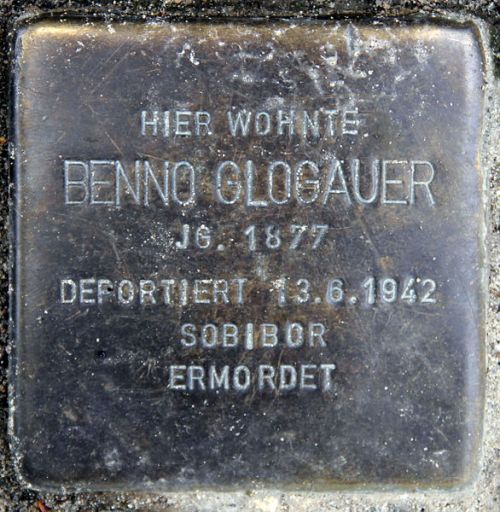 HIER WOHNTE
BENNO GLOGAUER
JG. 1877
DEPORTIERT 13.6.1942
SOBIBOR
ERMORDET